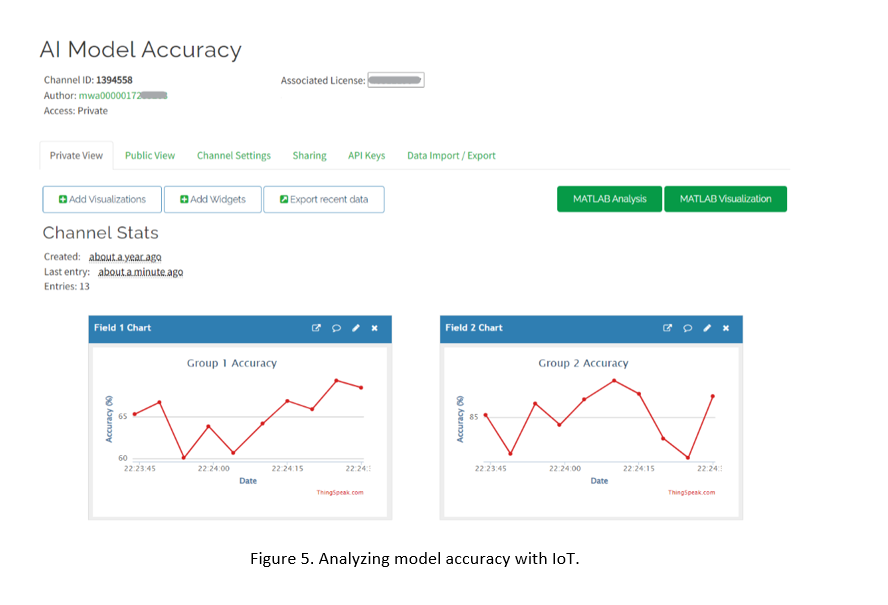 AI Model Accuracy
Channel ID: 1394558
Associated License:
Author: mwa0000017
Access: Private
Private View Public View Channel Settings Sharing API Keys Data Import / Export
Add Visualizations Add Widgets Export recent data MATLAB Analysis MATLAB Visualization
Channel Stats
Created: about a year ago
Last entry: about a minute ago
Entries: 13
Field 1 Chart
Group 1 Accuracy
Accuracy (%)
65
60
22:23:45 22:24:00 22:24:15 22:24:
Date
ThingSpeak.com
Field 2 Chart
Group 2 Accuracy
Accuracy (%)
85
22:23:45 22:24:00 22:24:15 22:24:
Date
ThingSpeak.com
Figure 5. Analyzing model accuracy with IoT.